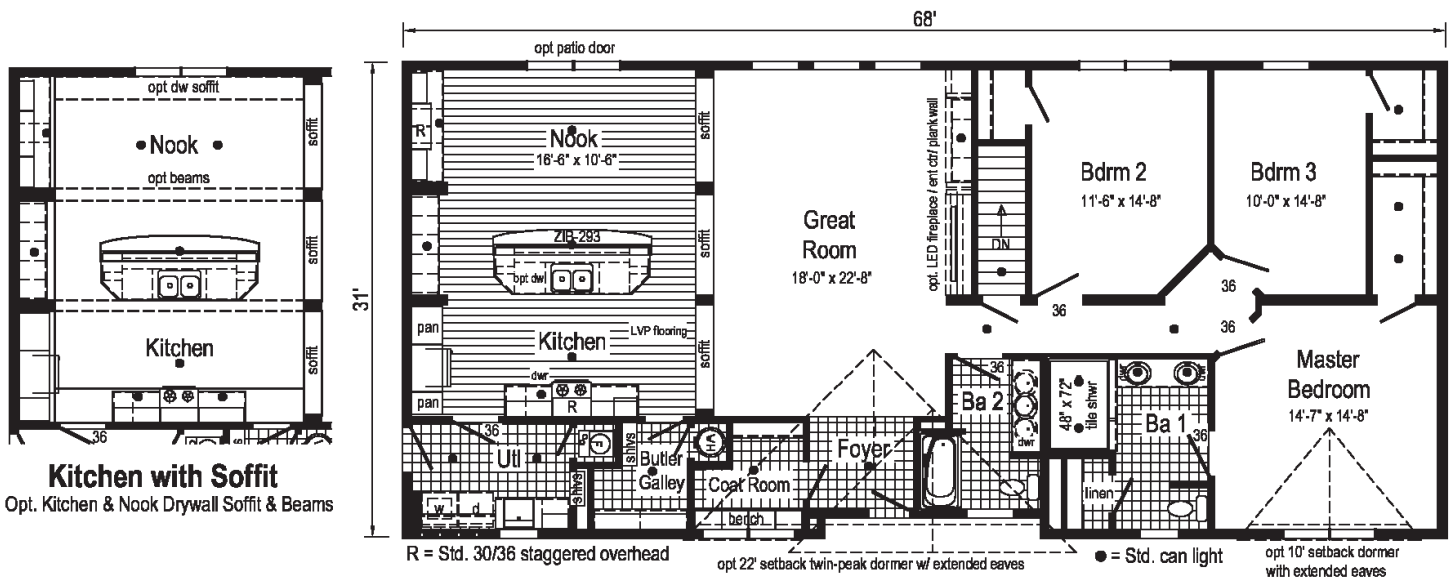 68'
opt patio door
opt dw soffit
soffit
Nook
opt beams
soffit
Kitchen
soffit
36
Kitchen with Soffit
Opt. Kitchen & Nook Drywall Soffit & Beams
31'
R
Nook
16'-6" x 10'-6"
soffit
ZIB-293
opt dw
soffit
pan
LVP flooring
Kitchen
soffit
dwr
R
pan
Great
Room
18'-0" x 22'-8"
opt. LED fireplace / ent ctr/ plank wall
DN
Bdrm 2
11'-6" x 14'-8"
Bdrm 3
10'-0" x 14'-8"
36
36
36
Master
Bedroom
14'-7" x 14'-8"
36
Utl
w
d
shlvs
shlvs
Butler
Galley
WH
Coat Room
bench
Foyer
36
Ba 2
dwr
48" x 72"
tile shwr
dwr
dwr
Ba 1
36
linen
R = Std. 30/36 staggered overhead
opt 22' setback twin-peak dormer w/ extended eaves
= Std. can light
opt 10' setback dormer
with extended eaves